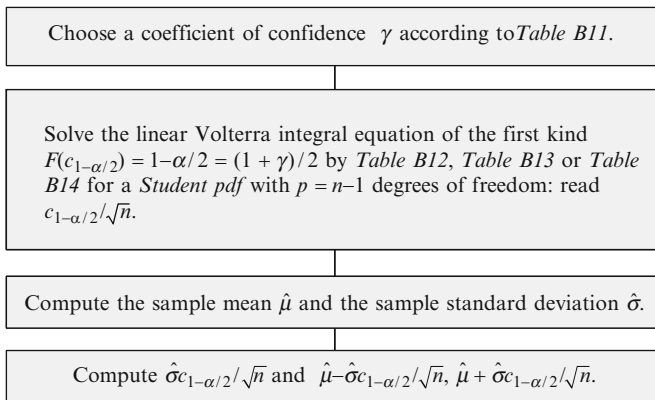 Choose a coefficient of confidence γ according to Table B11.
Solve the linear Volterra integral equation of the first kind
F(c₁₋α/₂) = 1–α/2 = (1 + γ)/2 by Table B12, Table B13 or Table
B14 for a Student pdf with p = n–1 degrees of freedom: read
c₁₋α/₂/√n.
Compute the sample mean μ̂ and the sample standard deviation σ̂.
Compute σ̂c₁₋α/₂/√n and μ̂–σ̂c₁₋α/₂/√n, μ̂ + σ̂c₁₋α/₂/√n.